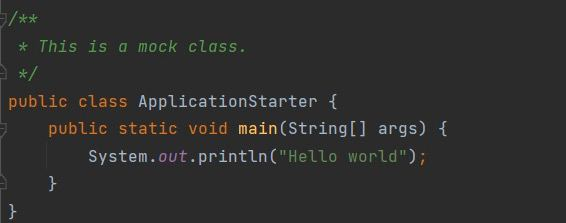 /**
 * This is a mock class.
 */
public class ApplicationStarter {
    public static void main(String[] args) {
        System.out.println("Hello world");
    }
}